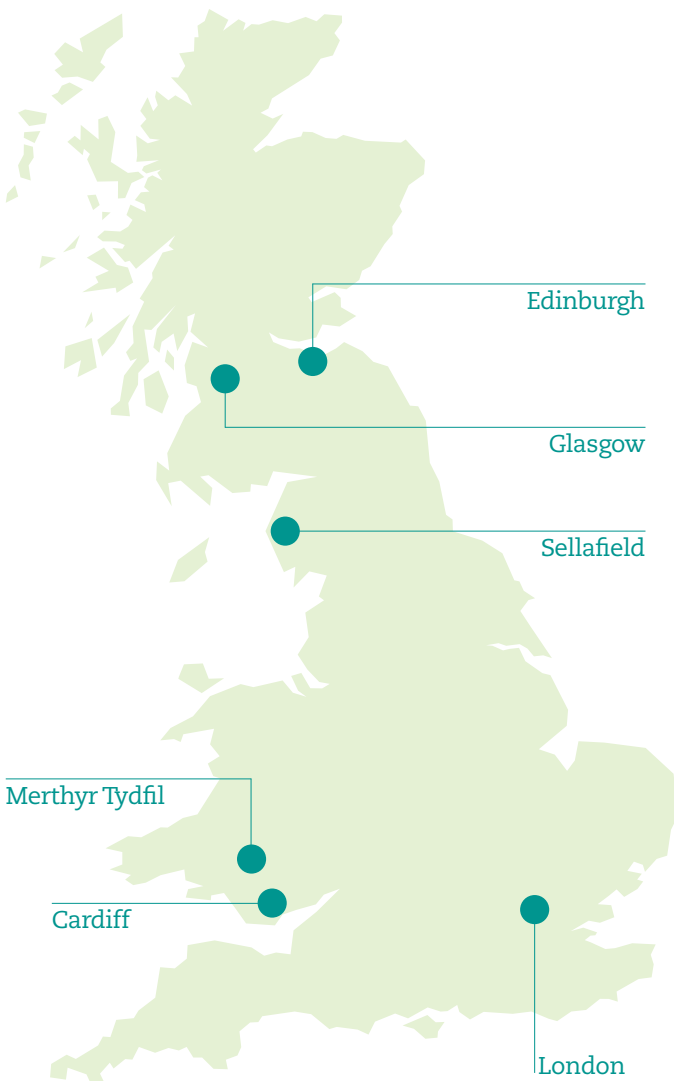 Edinburgh
Glasgow
Sellafield
Merthyr Tydfil
Cardiff
London